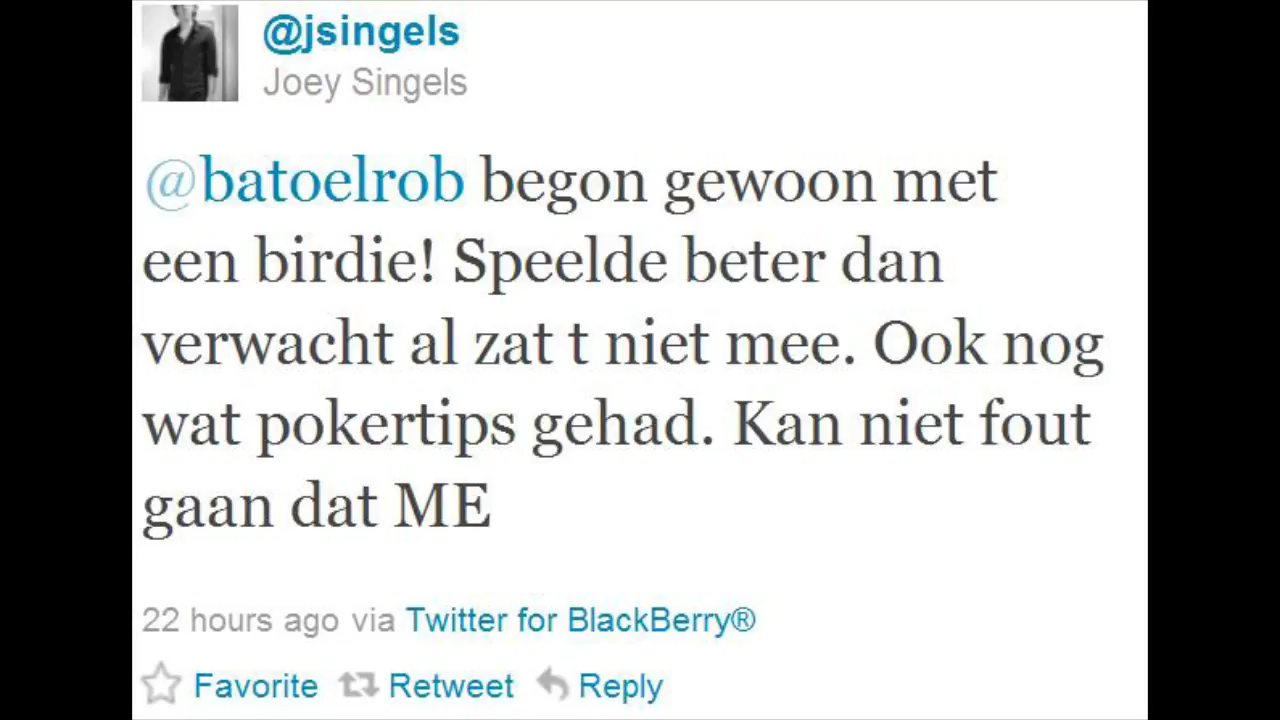 @jsingels
Joey Singels
@batoelrob begon gewoon met
een birdie! Speelde beter dan
verwacht al zat t niet mee. Ook nog
wat pokertips gehad. Kan niet fout
gaan dat ME
22 hours ago via Twitter for BlackBerry®
Favorite Retweet Reply